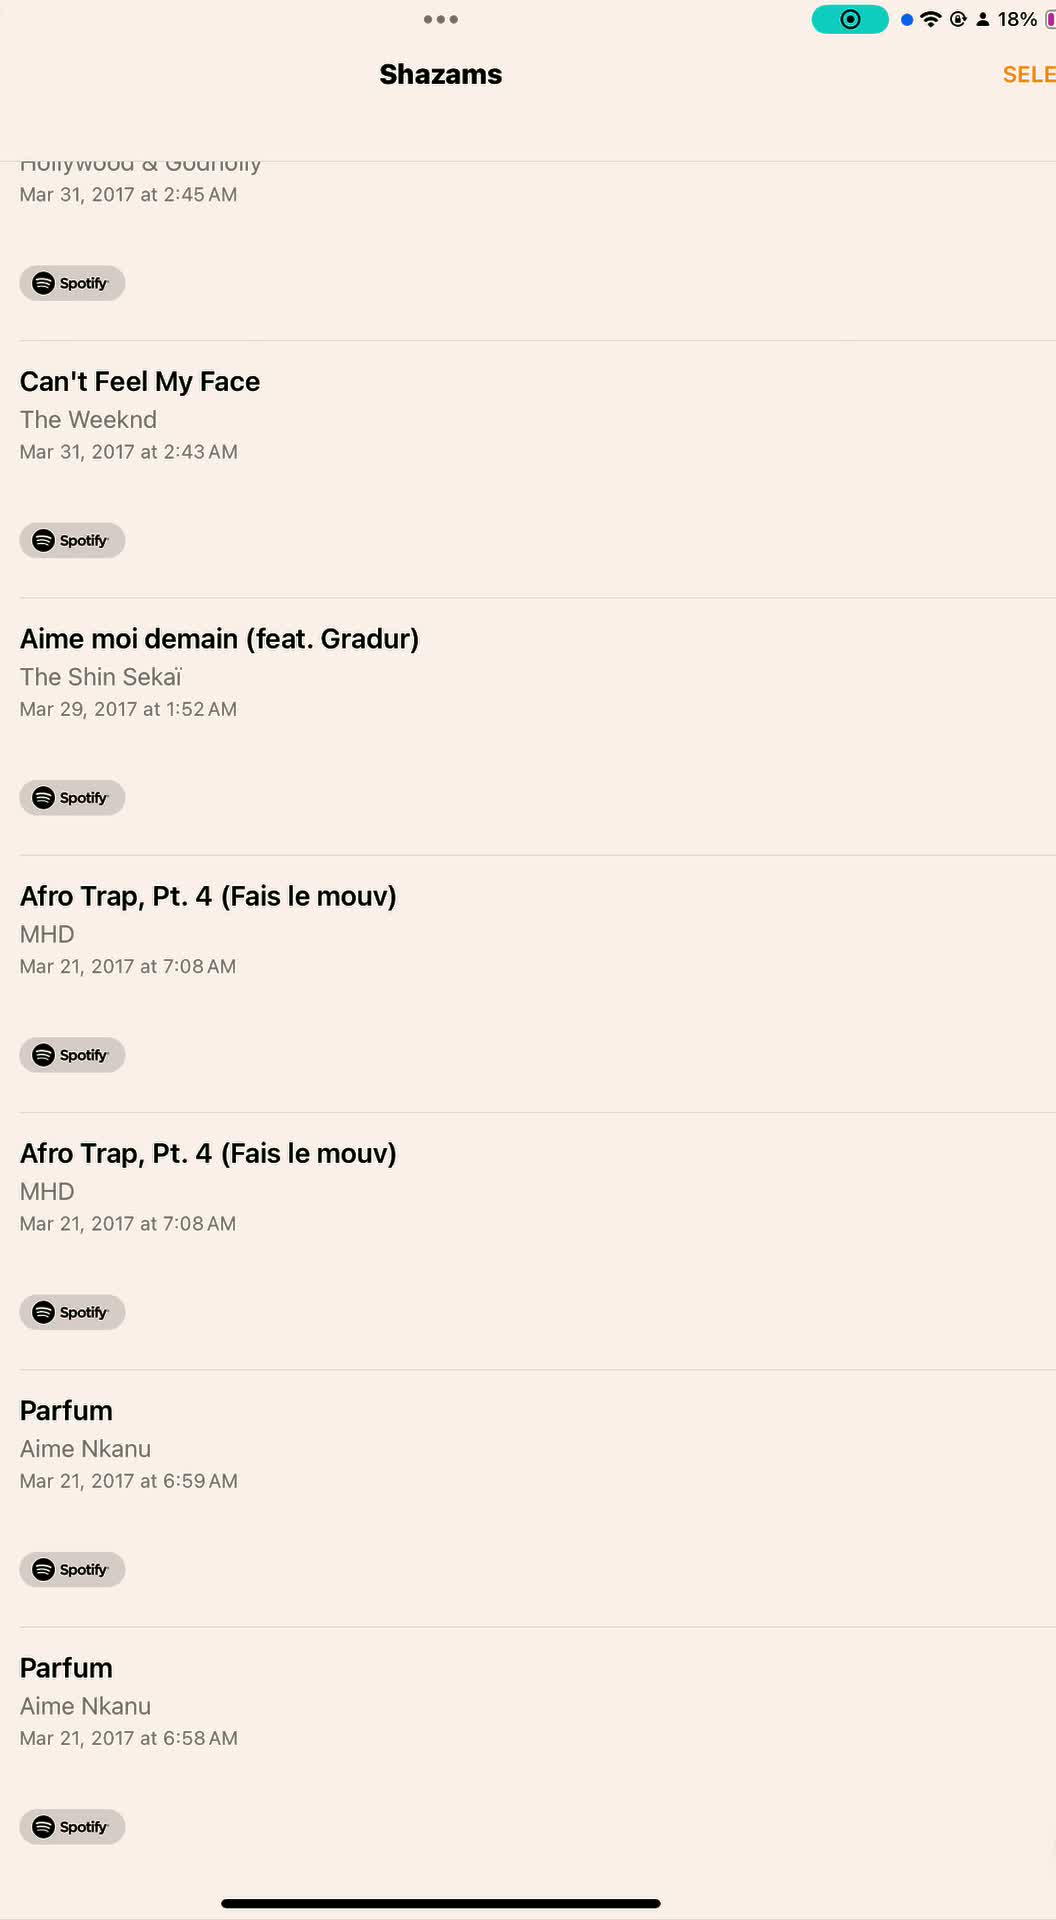 18%
Shazams
SELE
Hollywood &
Mar 31, 2017 at 2:45 AM
Spotify
Can't Feel My Face
The Weeknd
Mar 31, 2017 at 2:43 AM
Spotify
Aime moi demain (feat. Gradur)
The Shin Sekaï
Mar 29, 2017 at 1:52 AM
Spotify
Afro Trap, Pt. 4 (Fais le mouv)
MHD
Mar 21, 2017 at 7:08 AM
Spotify
Afro Trap, Pt. 4 (Fais le mouv)
MHD
Mar 21, 2017 at 7:08 AM
Spotify
Parfum
Aime Nkanu
Mar 21, 2017 at 6:59 AM
Spotify
Parfum
Aime Nkanu
Mar 21, 2017 at 6:58 AM
Spotify